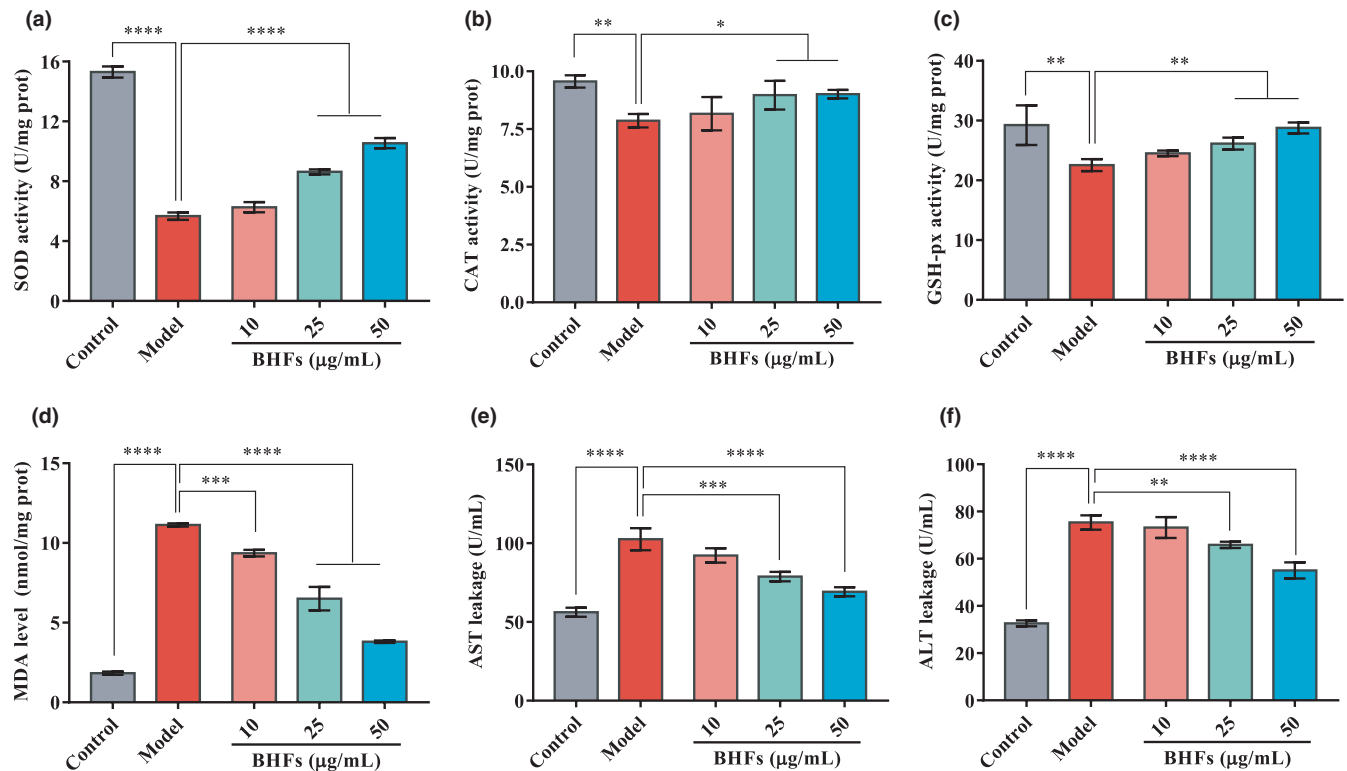 (a)
**** ****
SOD activity (U/mg prot)
16
12
8
4
0
Control
Model
10
25
50
BHFs (μg/mL)
(b)
** *
CAT activity (U/mg prot)
10.0
7.5
5.0
2.5
0.0
Control
Model
10
25
50
BHFs (μg/mL)
(c)
** **
GSH-px activity (U/mg prot)
40
30
20
10
0
Control
Model
10
25
50
BHFs (μg/mL)
(d)
**** ****
***
MDA level (nmol/mg prot)
15
10
5
0
Control
Model
10
25
50
BHFs (μg/mL)
(e)
**** ****
***
AST leakage (U/mL)
150
100
50
0
Control
Model
10
25
50
BHFs (μg/mL)
(f)
**** ****
**
ALT leakage (U/mL)
100
80
60
40
20
0
Control
Model
10
25
50
BHFs (μg/mL)